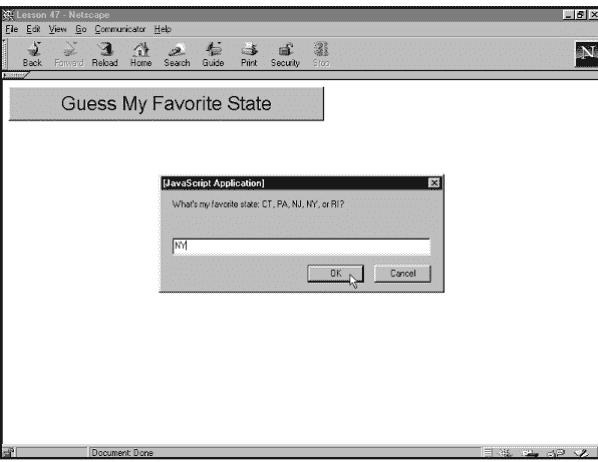 Lesson 47 - Netscape
File Edit View Go Communicator Help
Back Forward Reload Home Search Guide Print Security Stop
N
Guess My Favorite State
[JavaScript Application]
What's my favorite state: CT, PA, NJ, NY, or RI?
NY
OK Cancel
Document: Done